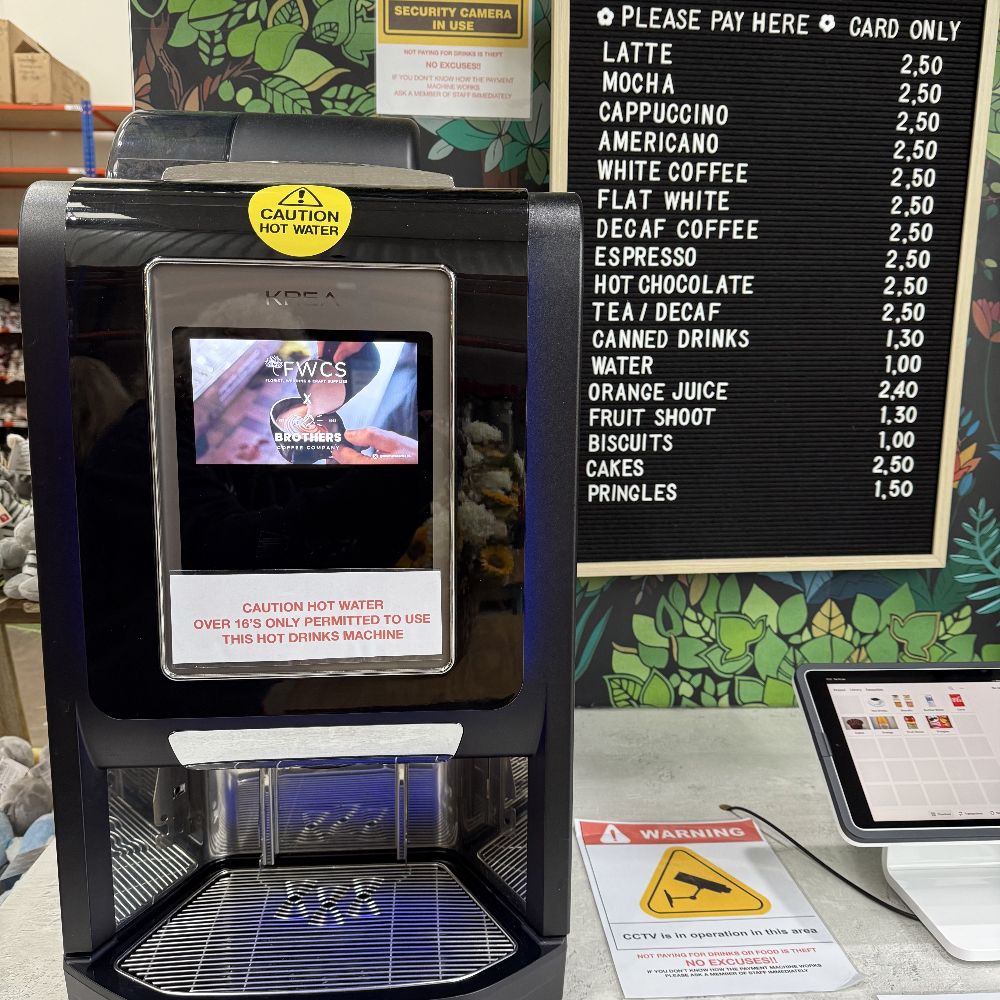 SECURITY CAMERA
IN USE
NOT PAYING FOR DRINKS IS THEFT
NO EXCUSES!!
IF YOU DON'T KNOW HOW THE PAYMENT
MACHINE WORKS
ASK A MEMBER OF STAFF IMMEDIATELY
PLEASE PAY HERE CARD ONLY
LATTE 2,50
MOCHA 2,50
CAPPUCCINO 2,50
AMERICANO 2,50
WHITE COFFEE 2,50
FLAT WHITE 2,50
DECAF COFFEE 2,50
ESPRESSO 2,50
HOT CHOCOLATE 2,50
TEA / DECAF 2,50
CANNED DRINKS 1,30
WATER 1,00
ORANGE JUICE 2,40
FRUIT SHOOT 1,30
BISCUITS 1,00
CAKES 2,50
PRINGLES 1,50
CAUTION
HOT WATER
KREA
FWCS
FLORIST, WEDDING & CRAFT SUPPLIES
X
BROTHERS
COFFEE COMPANY
CAUTION HOT WATER
OVER 16'S ONLY PERMITTED TO USE
THIS HOT DRINKS MACHINE
WARNING
CCTV is in operation in this area
NOT PAYING FOR DRINKS OR FOOD IS THEFT
NO EXCUSES!!
IF YOU DON'T KNOW HOW THE PAYMENT MACHINE WORKS
PLEASE ASK A MEMBER OF STAFF IMMEDIATELY